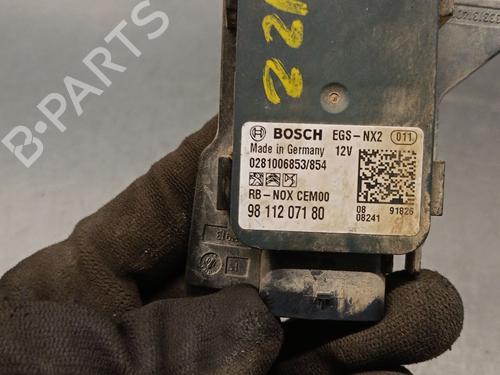 B-PARTS
221
BOSCH EGS-NX2 011
Made in Germany 12V
0281006853/854
RB-NOX CEM00
98 112 071 80
08 91826
08241